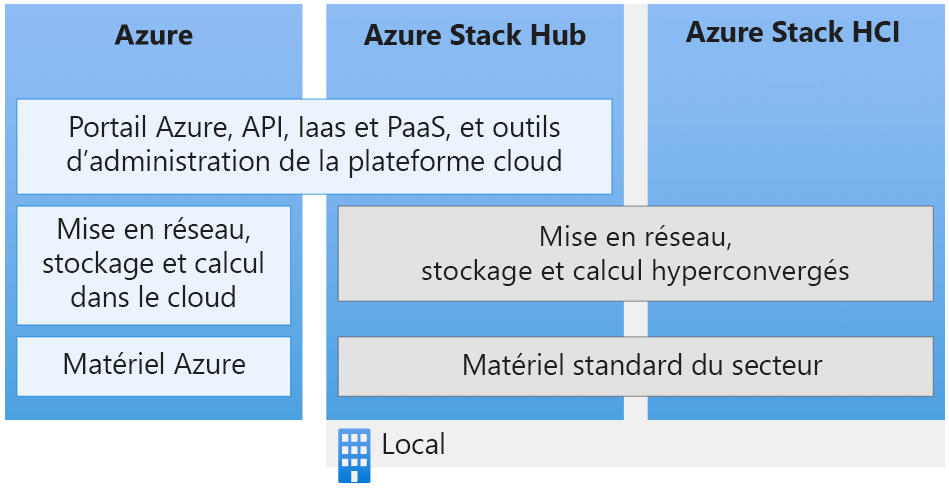 Azure
Azure Stack Hub
Azure Stack HCI
Portail Azure, API, Iaas et PaaS, et outils
d’administration de la plateforme cloud
Mise en réseau,
stockage et calcul
dans le cloud
Mise en réseau,
stockage et calcul hyperconvergés
Matériel Azure
Matériel standard du secteur
Local